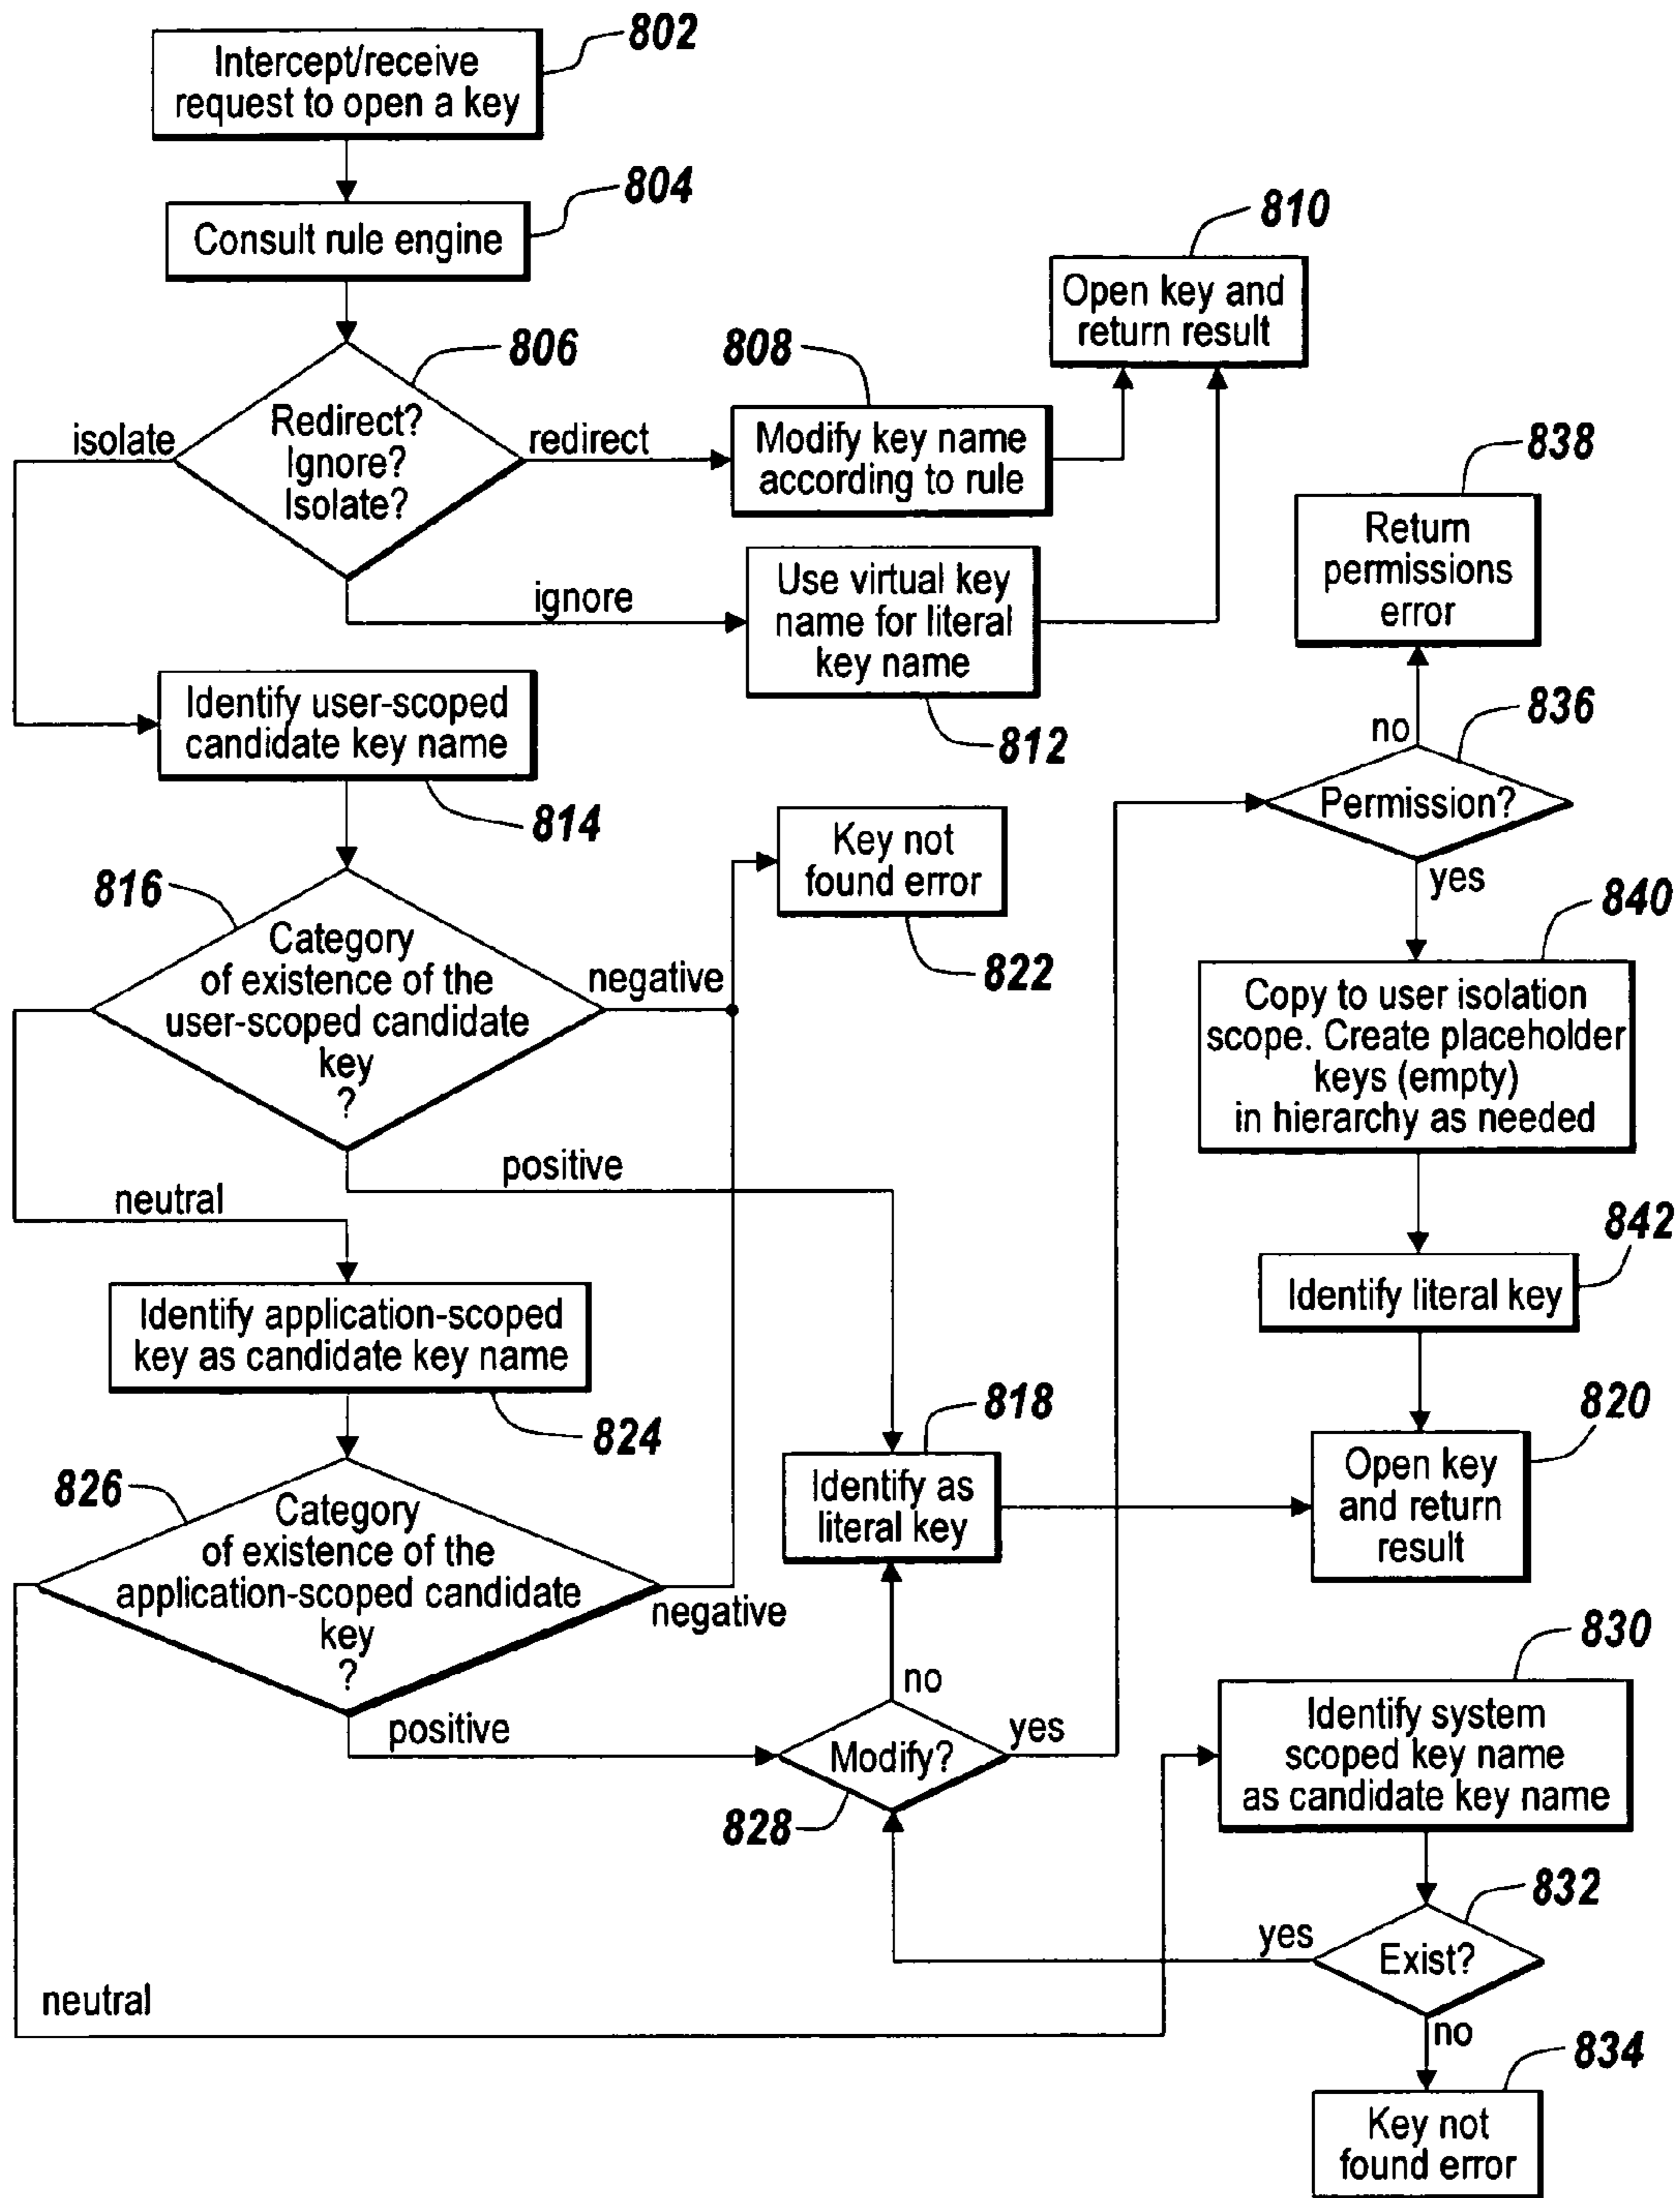 802
Intercept/receive
request to open a key
804
Consult rule engine
810
Open key and
return result
806
Redirect?
Ignore?
Isolate?
isolate
redirect
808
Modify key name
according to rule
838
Return
permissions
error
ignore
Use virtual key
name for literal
key name
812
Identify user-scoped
candidate key name
814
836
no
Permission?
yes
Key not
found error
822
816
Category
of existence of the
user-scoped candidate
key
?
negative
840
Copy to user isolation
scope. Create placeholder
keys (empty)
in hierarchy as needed
positive
neutral
842
Identify literal key
Identify application-scoped
key as candidate key name
824
818
Identify as
literal key
820
Open key
and return
result
826
Category
of existence of the
application-scoped candidate
key
?
negative
no
positive
Modify?
yes
828
830
Identify system
scoped key name
as candidate key name
832
yes
Exist?
neutral
no
834
Key not
found error